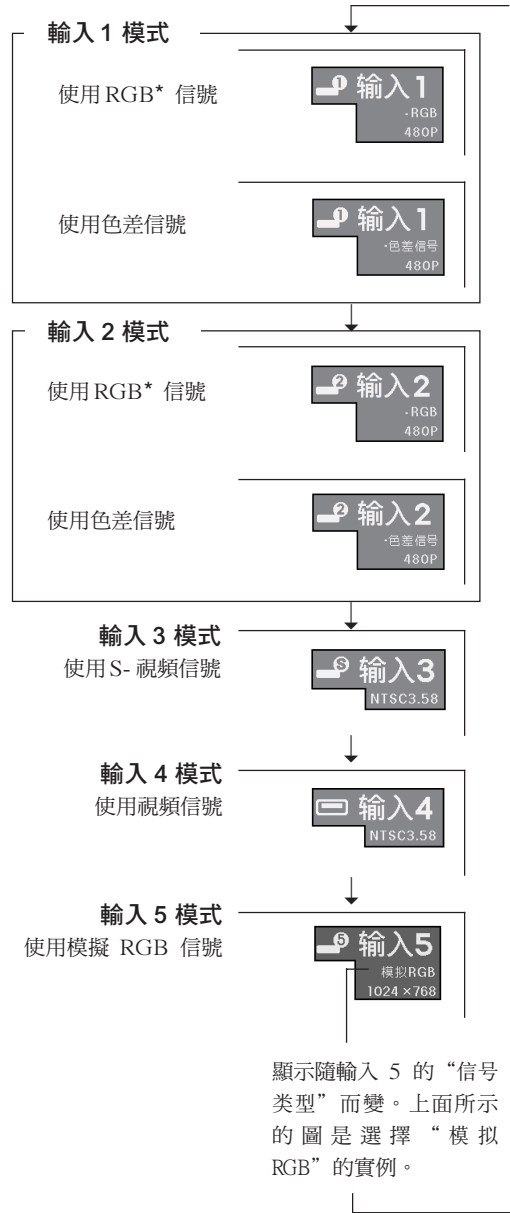 輸入 1 模式
使用 RGB* 信號
输入1
-RGB
480P
使用色差信號
输入1
-色差信号
480P
輸入 2 模式
使用 RGB* 信號
输入2
-RGB
480P
使用色差信號
输入2
-色差信号
480P
輸入 3 模式
使用 S- 視頻信號
S 输入3
NTSC3.58
輸入 4 模式
使用視頻信號
输入4
NTSC3.58
輸入 5 模式
使用模擬 RGB 信號
输入5
模拟RGB
1024×768
顯示隨輸入 5 的“信号
类型”而變。上面所示
的圖是選擇“模拟
RGB”的實例。